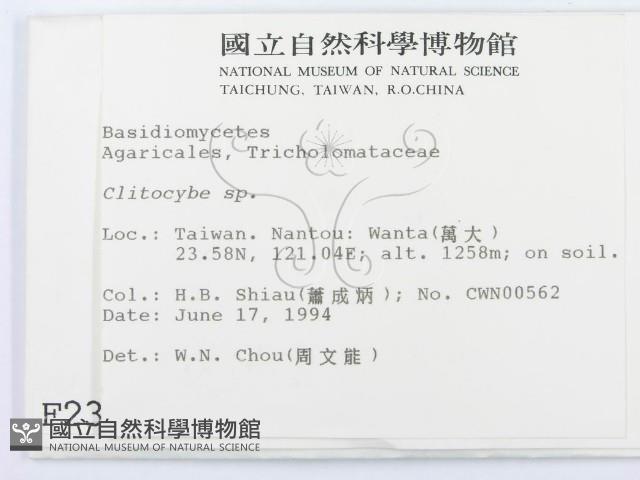 國立自然科學博物館
NATIONAL MUSEUM OF NATURAL SCIENCE
TAICHUNG, TAIWAN, R.O.CHINA
Basidiomycetes
Agaricales, Tricholomataceae
Clitocybe sp.
Loc.: Taiwan. Nantou: Wanta(萬大)
23.58N, 121.04E; alt. 1258m; on soil.
Col.: H.B. Shiau(蕭成炳); No. CWN00562
Date: June 17, 1994
Det.: W.N. Chou(周文能)
F23
國立自然科學博物館
NATIONAL MUSEUM OF NATURAL SCIENCE